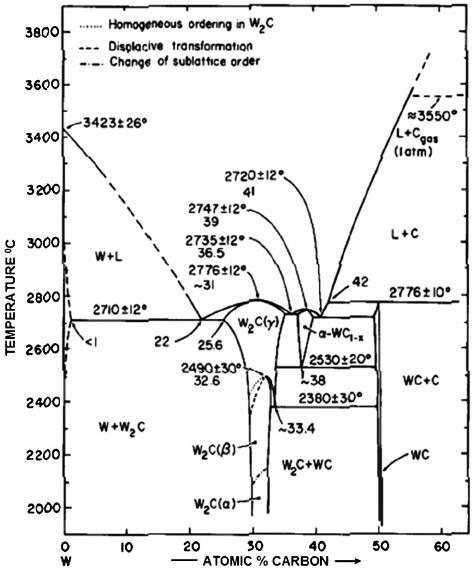 3800
3600
3400
3200
3000
2800
2600
2400
2200
2000
TEMPERATURE ⁰C
Homogeneous ordering in W₂C
Displacive transformation
Change of sublattice order
3423±26°
≈3550°
L+C gas
(1atm)
2720±12°
41
2747±12°
39
2735±12°
36.5
2776±12°
~31
W+L
L+C
42
2776±10°
2710±12°
<1
22
25.6
W₂C(γ)
α-WC₁₋ₓ
2490±30°
32.6
2530±20°
~38
2380±30°
WC+C
W+W₂C
~33.4
W₂C(β)
W₂C+WC
WC
W₂C(α)
0
10
20
30
40
50
60
W
ATOMIC % CARBON